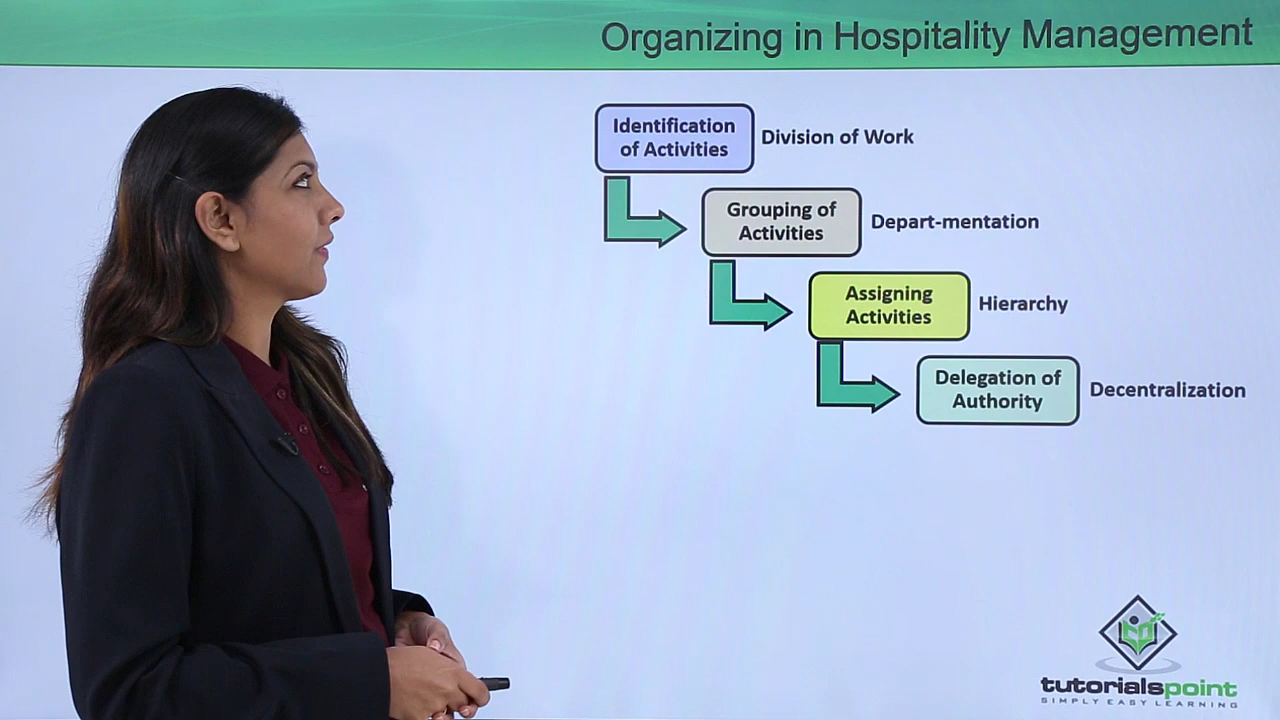 Organizing in Hospitality Management
Identification
of Activities
Division of Work
Grouping of
Activities
Depart-mentation
Assigning
Activities
Hierarchy
Delegation of
Authority
Decentralization
tutorialspoint
SIMPLY EASY LEARNING